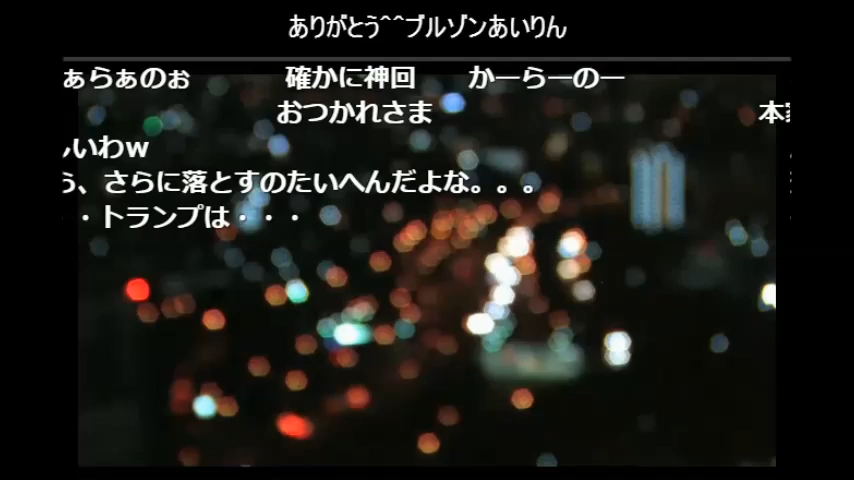 ありがとう^^ブルゾンあいりん
ぁらぁのぉ 確かに神回 かーらーのー
おつかれさま 本
いわw
、さらに落とすのたいへんだよな。。。
・・トランプは・・・